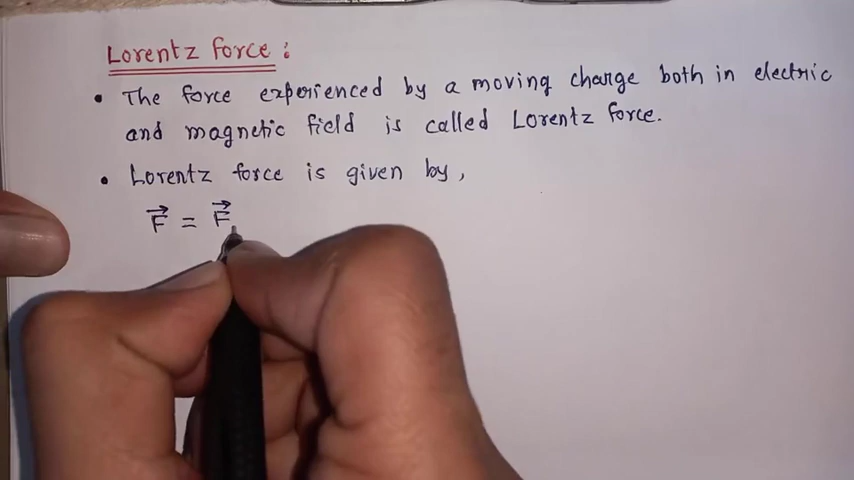 Lorentz force :
• The force experienced by a moving charge both in electric
and magnetic field is called Lorentz force.
• Lorentz force is given by,
F⃗ = F⃗